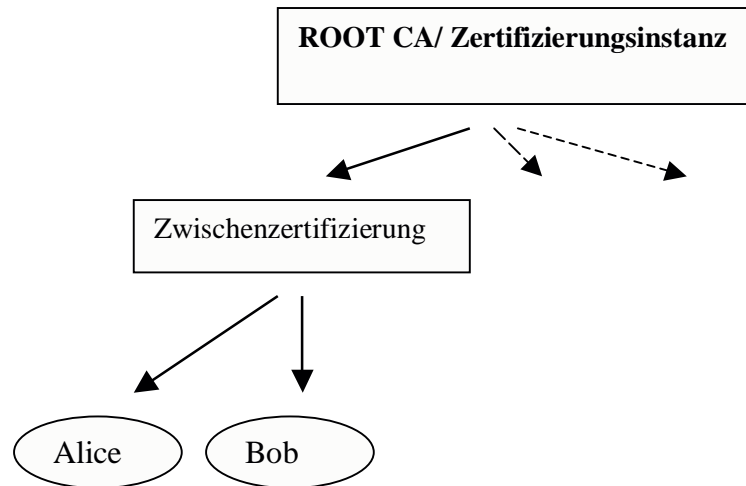 ROOT CA/ Zertifizierungsinstanz
Zwischenzertifizierung
Alice
Bob